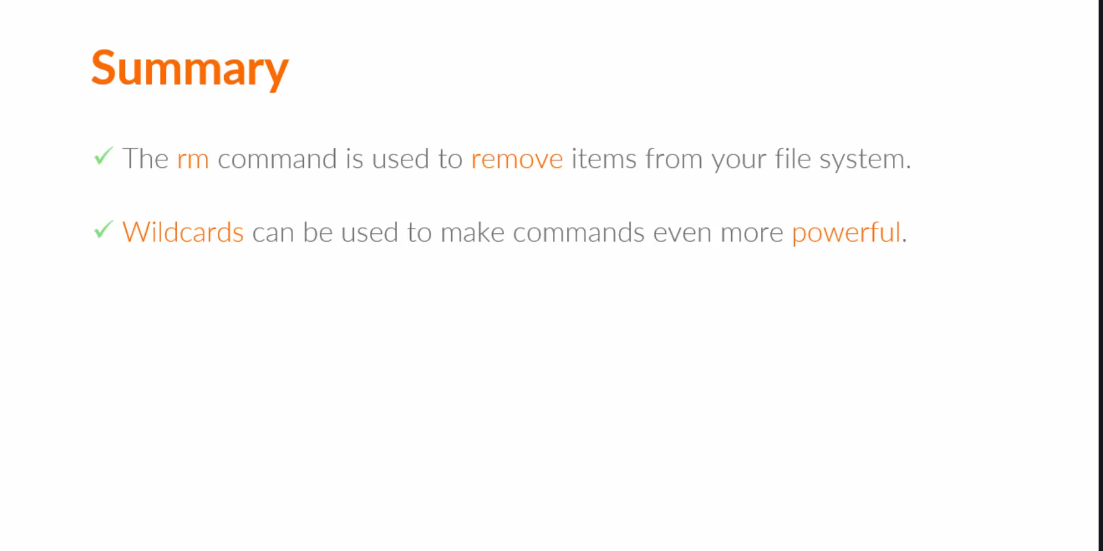 Summary
✓ The rm command is used to remove items from your file system.
✓ Wildcards can be used to make commands even more powerful.